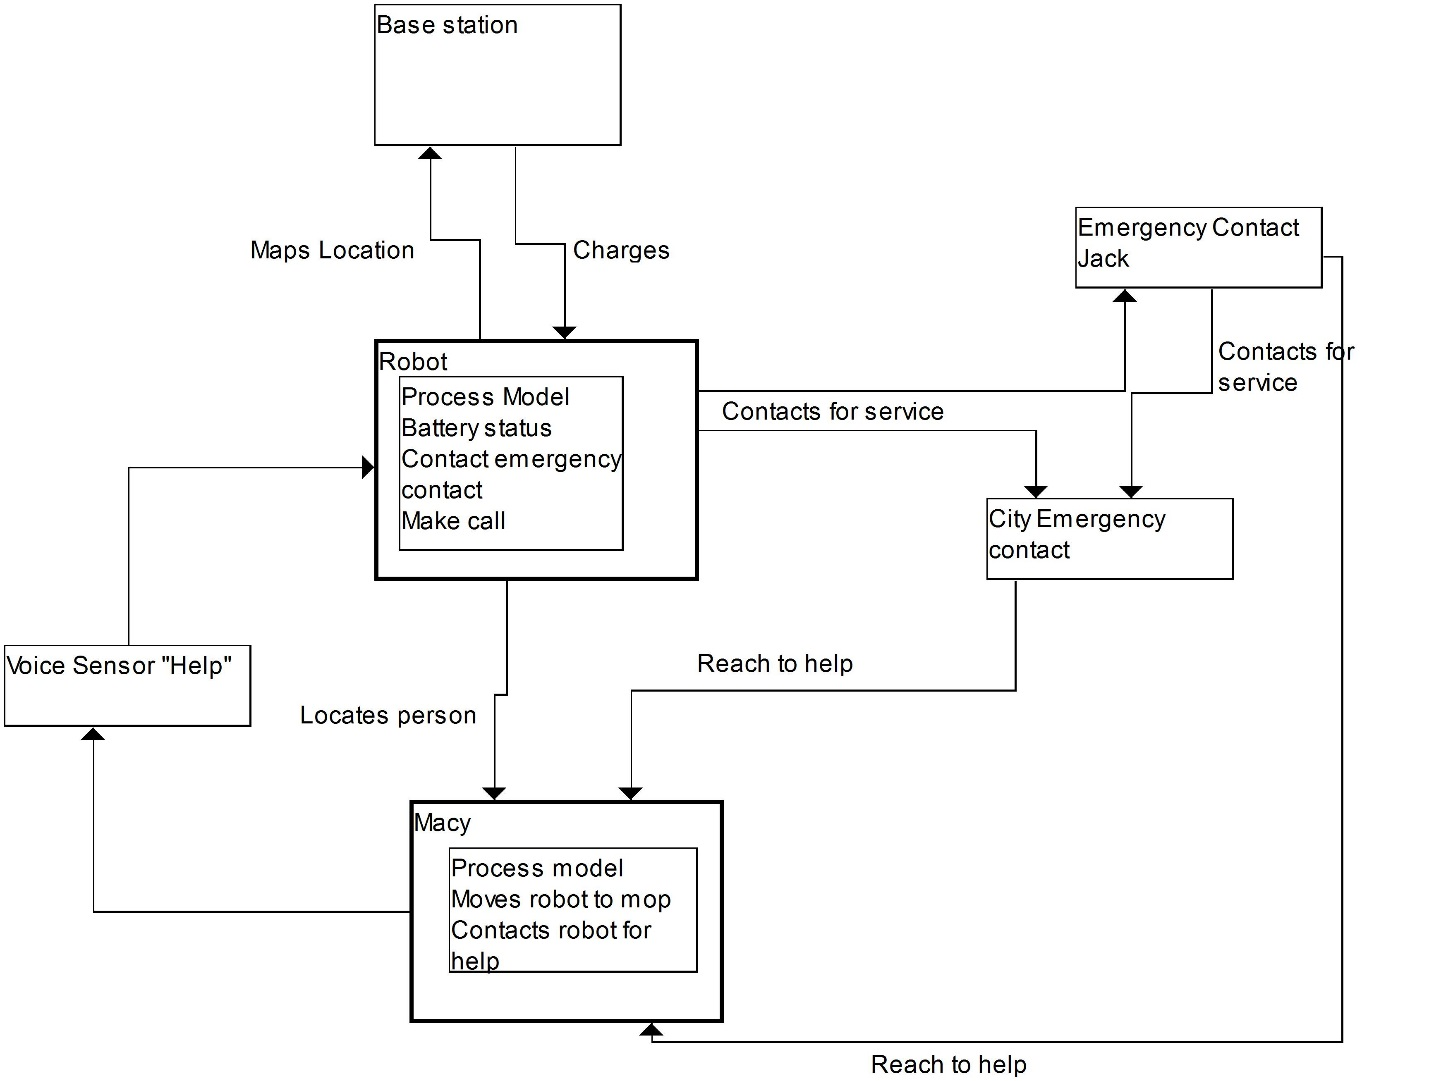 Base station
Maps Location
Charges
Emergency Contact
Jack
Contacts for
service
Robot
Process Model
Battery status
Contact emergency
contact
Make call
Contacts for service
City Emergency
contact
Voice Sensor "Help"
Reach to help
Locates person
Macy
Process model
Moves robot to mop
Contacts robot for
help
Reach to help